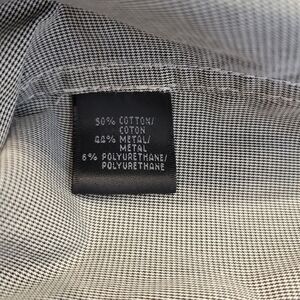 50% COTTON/
COTON
44% METAL/
METAL
6% POLYURETHANE/
POLYURETHANE